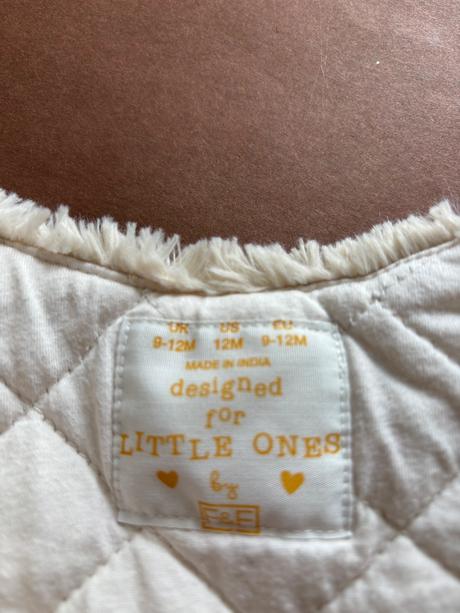 UK US EU
9-12M 12M 9-12M
MADE IN INDIA
designed
for
LITTLE ONES
by
F&F